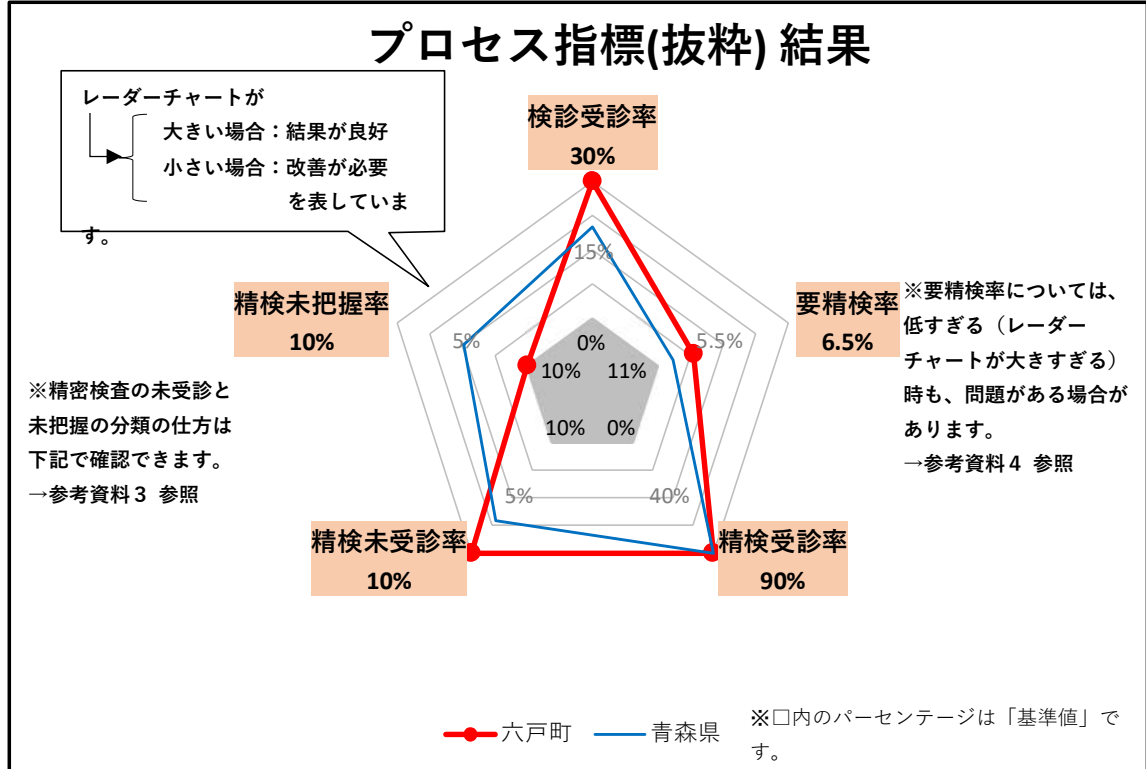 プロセス指標(抜粋) 結果
レーダーチャートが
大きい場合：結果が良好
小さい場合：改善が必要
を表していま
す。
検診受診率
30%
15%
精検未把握率
10%
5%
要精検率
6.5%
5.5%
※要精検率については、
低すぎる（レーダー
チャートが大きすぎる）
時も、問題がある場合が
あります。
→参考資料４ 参照
0%
10%
11%
10%
0%
※精密検査の未受診と
未把握の分類の仕方は
下記で確認できます。
→参考資料３ 参照
5%
40%
精検未受診率
10%
精検受診率
90%
六戸町
青森県
※□内のパーセンテージは「基準値」で
す。